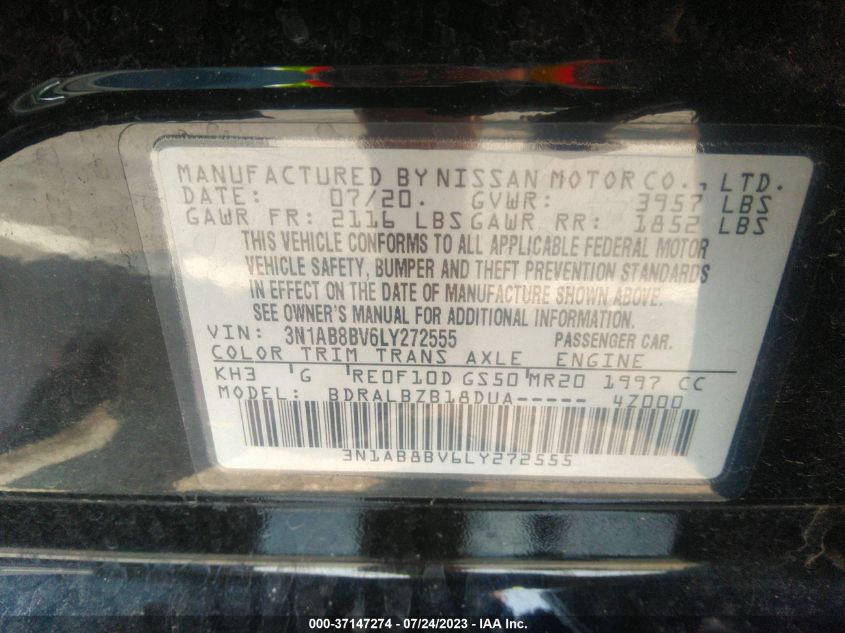 MANUFACTURED BY NISSAN MOTOR CO., LTD.
DATE: 07/20. GVWR: 3957 LBS
GAWR FR: 2116 LBS GAWR RR: 1852 LBS
THIS VEHICLE CONFORMS TO ALL APPLICABLE FEDERAL MOTOR
VEHICLE SAFETY, BUMPER AND THEFT PREVENTION STANDARDS
IN EFFECT ON THE DATE OF MANUFACTURE SHOWN ABOVE.
SEE OWNER'S MANUAL FOR ADDITIONAL INFORMATION.
VIN: 3N1AB8BV6LY272555 PASSENGER CAR.
COLOR TRIM TRANS AXLE ENGINE
KH3 G RE0F10D GS50 MR20 1997 CC
MODEL: BDRALBZB18DUA----- 4Z000
3N1AB8BV6LY272555
000-37147274 - 07/24/2023 - IAA Inc.